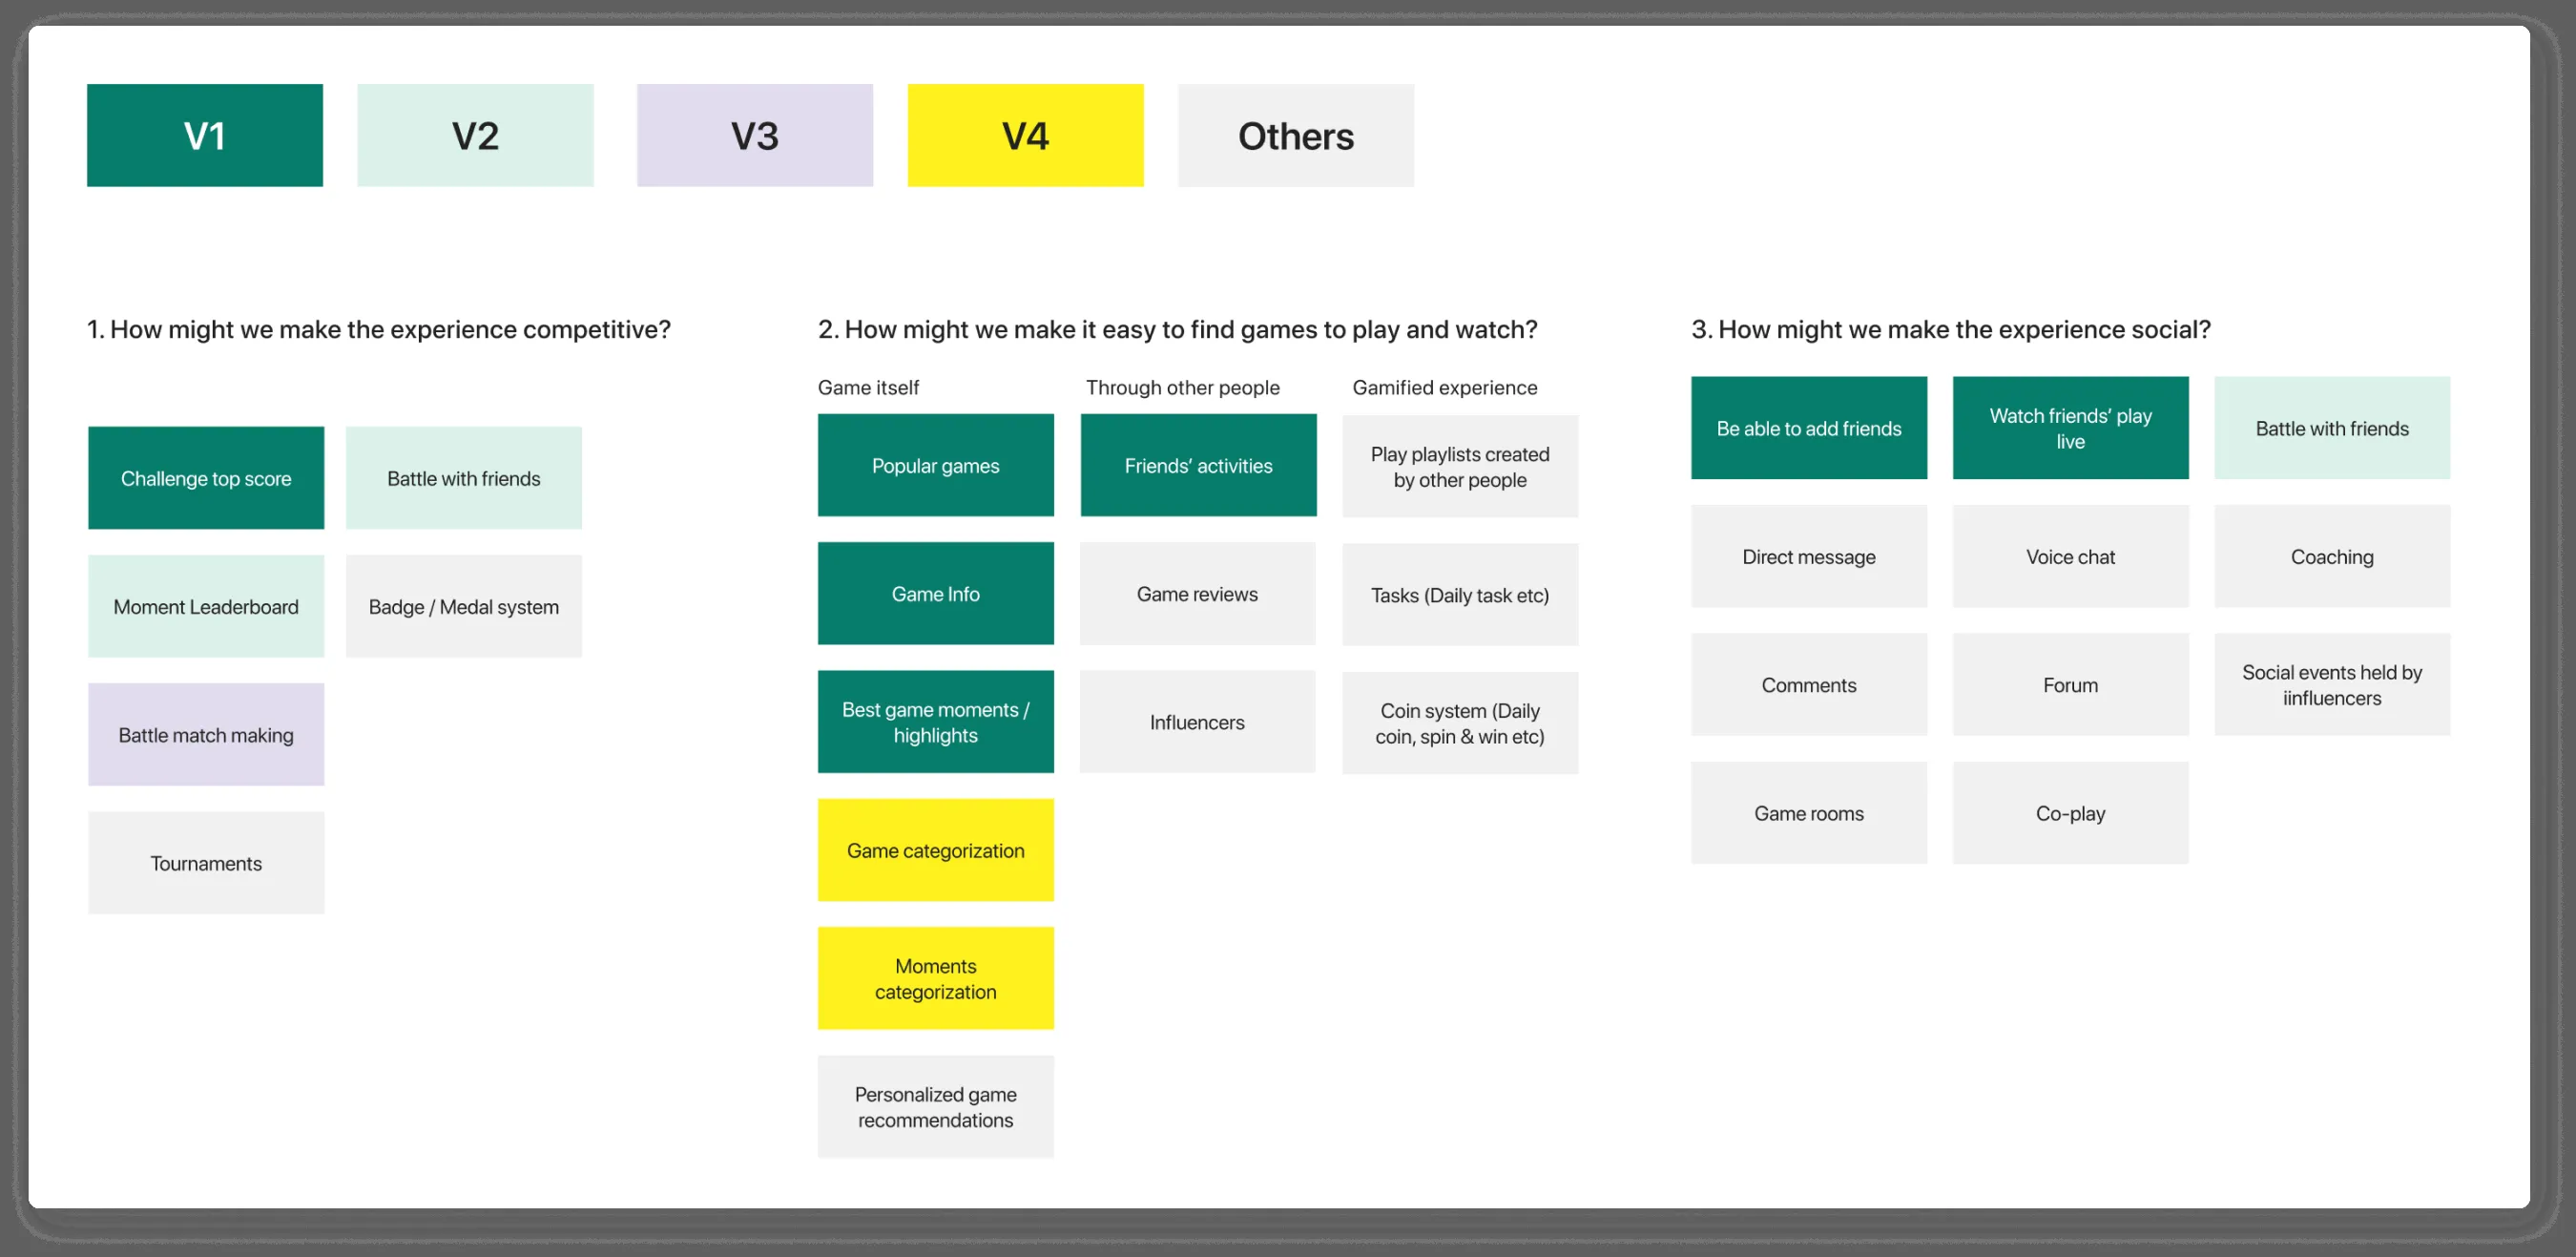 V1
V2
V3
V4
Others
1. How might we make the experience competitive?
Challenge top score
Battle with friends
Moment Leaderboard
Badge / Medal system
Battle match making
Tournaments
2. How might we make it easy to find games to play and watch?
Game itself
Popular games
Game Info
Best game moments /
highlights
Game categorization
Moments
categorization
Personalized game
recommendations
Through other people
Friends’ activities
Game reviews
Influencers
Gamified experience
Play playlists created
by other people
Tasks (Daily task etc)
Coin system (Daily
coin, spin & win etc)
3. How might we make the experience social?
Be able to add friends
Watch friends’ play
live
Battle with friends
Direct message
Voice chat
Coaching
Comments
Forum
Social events held by
iinfluencers
Game rooms
Co-play